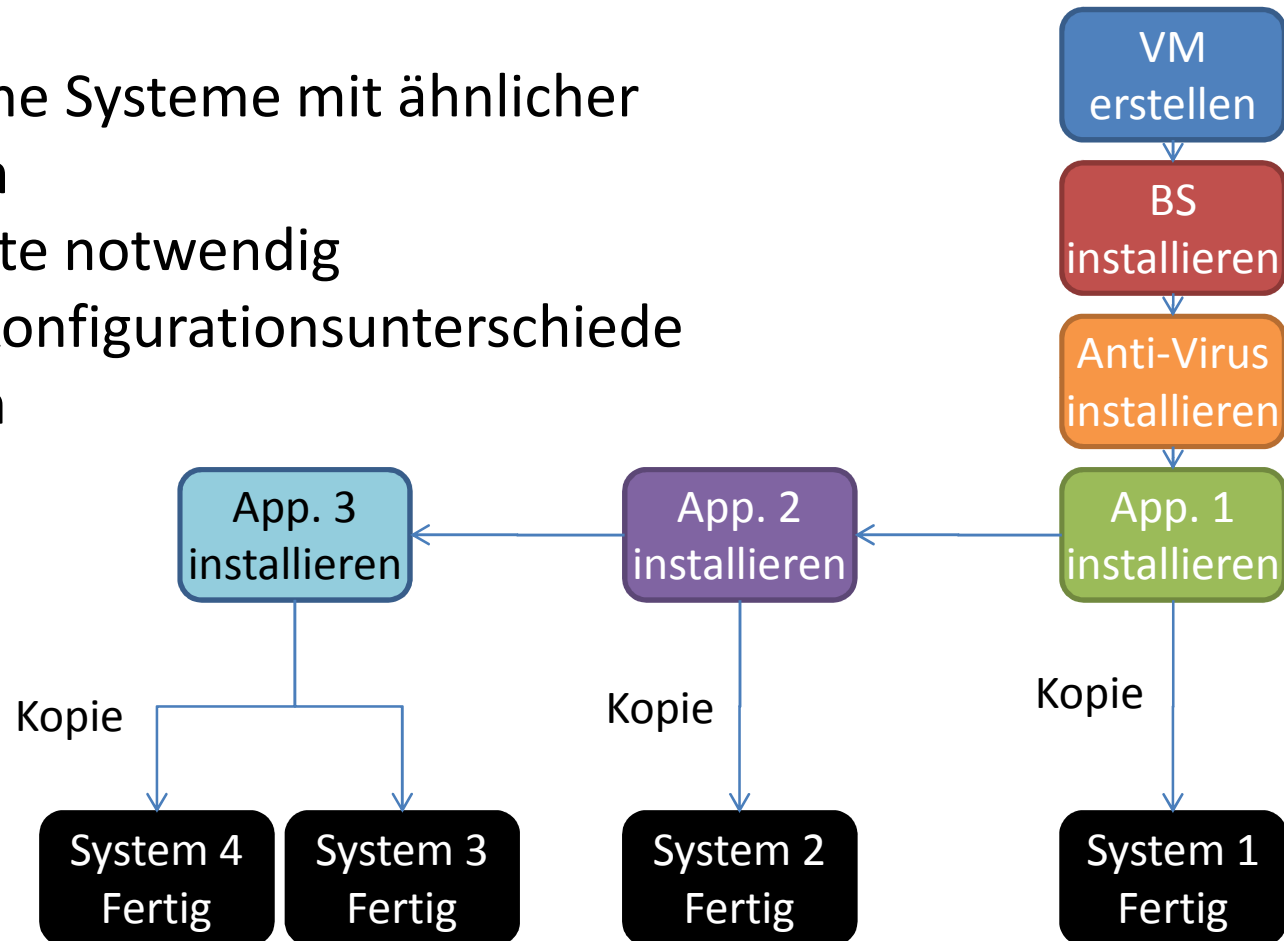 ne Systeme mit ähnlicher
n
te notwendig
onfigurationsunterschiede
n
VM
erstellen
BS
installieren
Anti-Virus
installieren
App. 3
installieren
App. 2
installieren
App. 1
installieren
Kopie
Kopie
Kopie
System 4
Fertig
System 3
Fertig
System 2
Fertig
System 1
Fertig